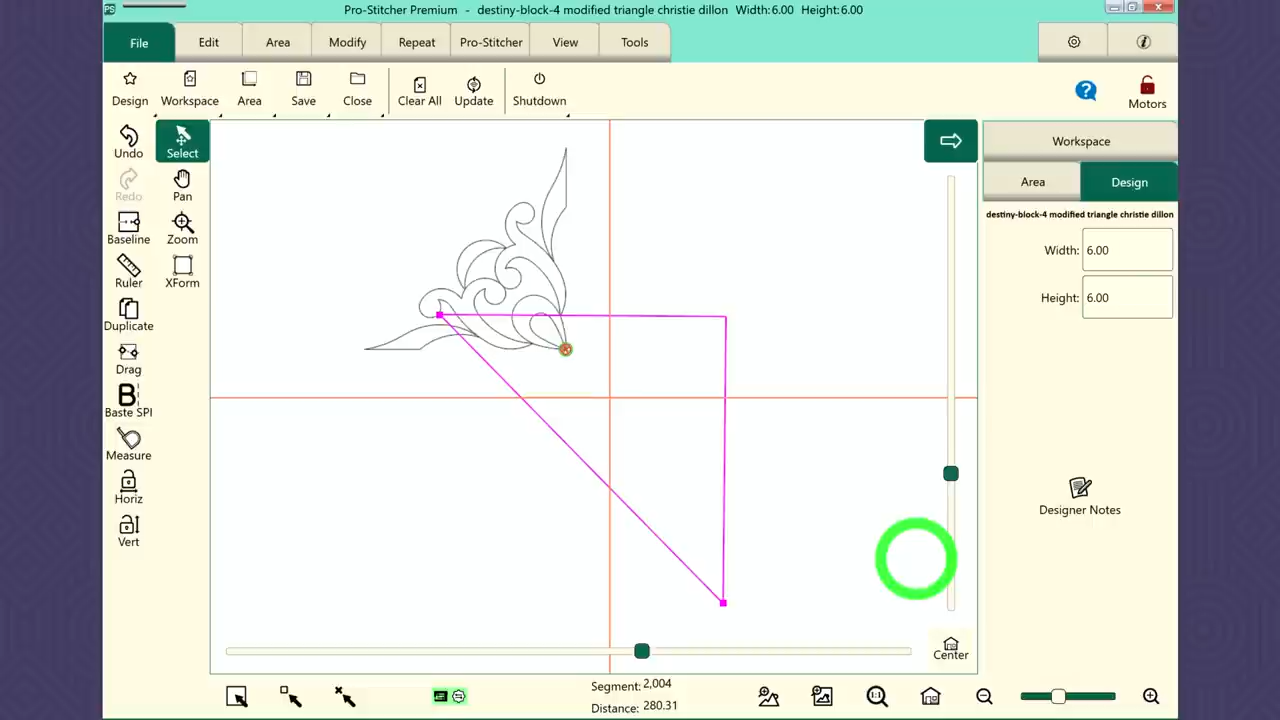 PS Pro-Stitcher Premium - destiny-block-4 modified triangle christie dillon Width:6.00 Height:6.00
File Edit Area Modify Repeat Pro-Stitcher View Tools
Design Workspace Area Save Close Clear All Update Shutdown Motors
Undo Select
Redo Pan
Baseline Zoom
Ruler XForm
Duplicate
Drag
B
Baste SPI
Measure
Horiz
Vert
Workspace
Area Design
destiny-block-4 modified triangle christie dillon
Width: 6.00
Height: 6.00
Designer Notes
Center
Segment: 2,004
Distance: 280.31